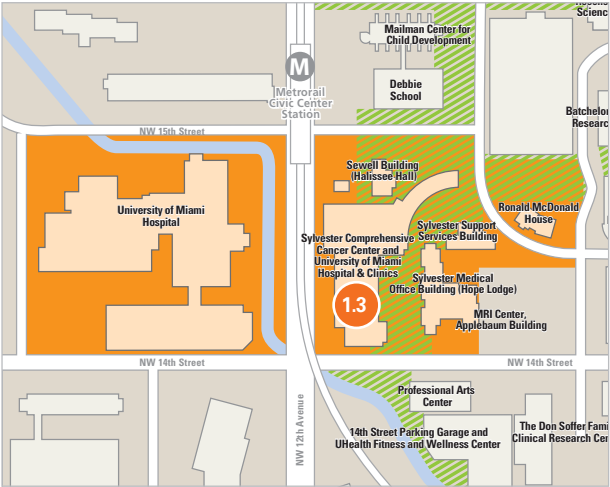 Scienc
Mailman Center for
Child Development
M
Metrorail
Civic Center
Station
Debbie
School
Batchelor
Researc
NW 15th Street
Sewell Building
(Halissee Hall)
University of Miami
Hospital
Ronald McDonald
House
Sylvester Support
Services Building
Sylvester Comprehensive
Cancer Center and
University of Miami
Hospital & Clinics
Sylvester Medical
Office Building (Hope Lodge)
1.3
MRI Center,
Applebaum Building
NW 14th Street
NW 14th Street
Professional Arts
Center
NW 12th Avenue
14th Street Parking Garage and
UHealth Fitness and Wellness Center
The Don Soffer Fami
Clinical Research Cen